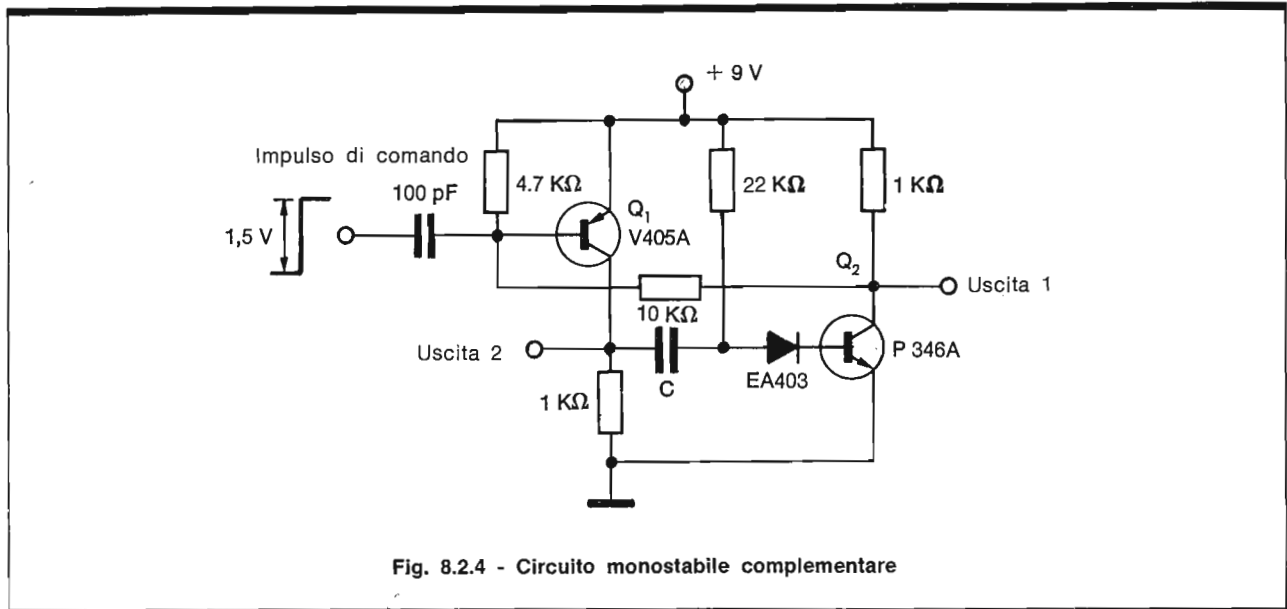 + 9 V
Impulso di comando
100 pF
4.7 KΩ
22 KΩ
1 KΩ
1,5 V
Q1
V405A
Q2
Uscita 1
10 KΩ
Uscita 2
C
EA403
P 346A
1 KΩ
Fig. 8.2.4 - Circuito monostabile complementare